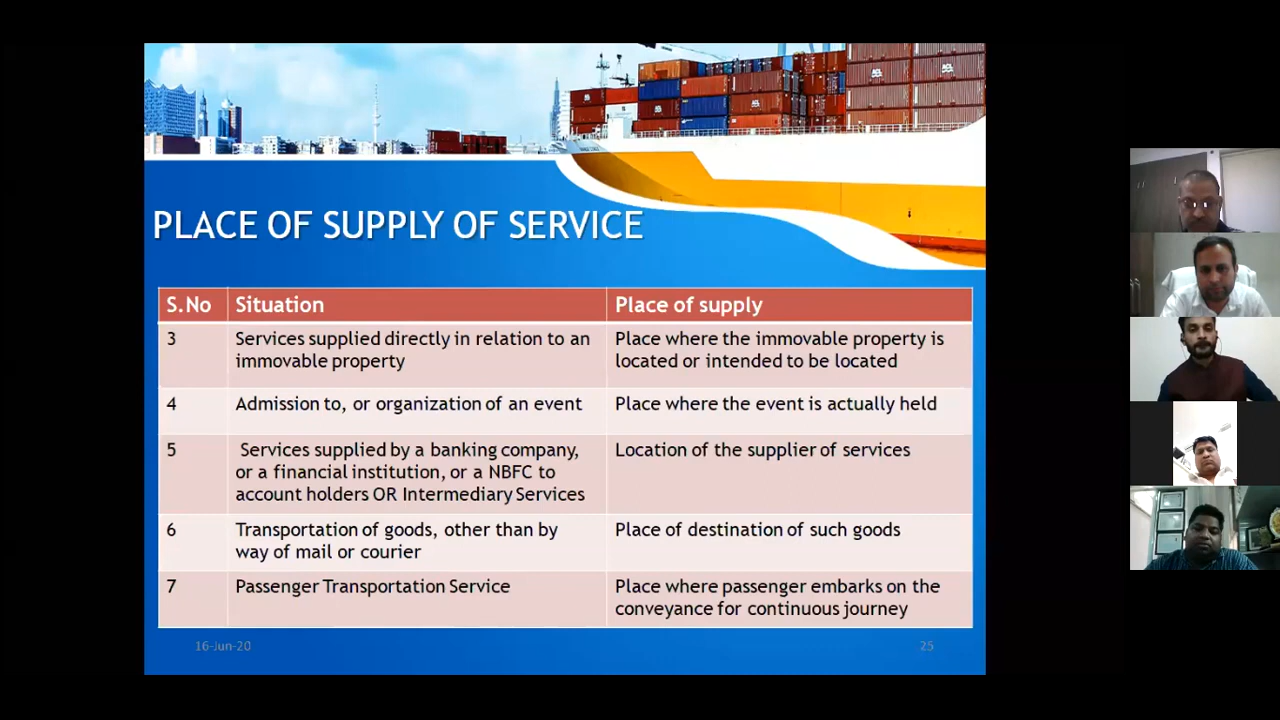 PLACE OF SUPPLY OF SERVICE
S.No Situation Place of supply
3 Services supplied directly in relation to an immovable property Place where the immovable property is located or intended to be located
4 Admission to, or organization of an event Place where the event is actually held
5 Services supplied by a banking company, or a financial institution, or a NBFC to account holders OR Intermediary Services Location of the supplier of services
6 Transportation of goods, other than by way of mail or courier Place of destination of such goods
7 Passenger Transportation Service Place where passenger embarks on the conveyance for continuous journey
16-Jun-20 25